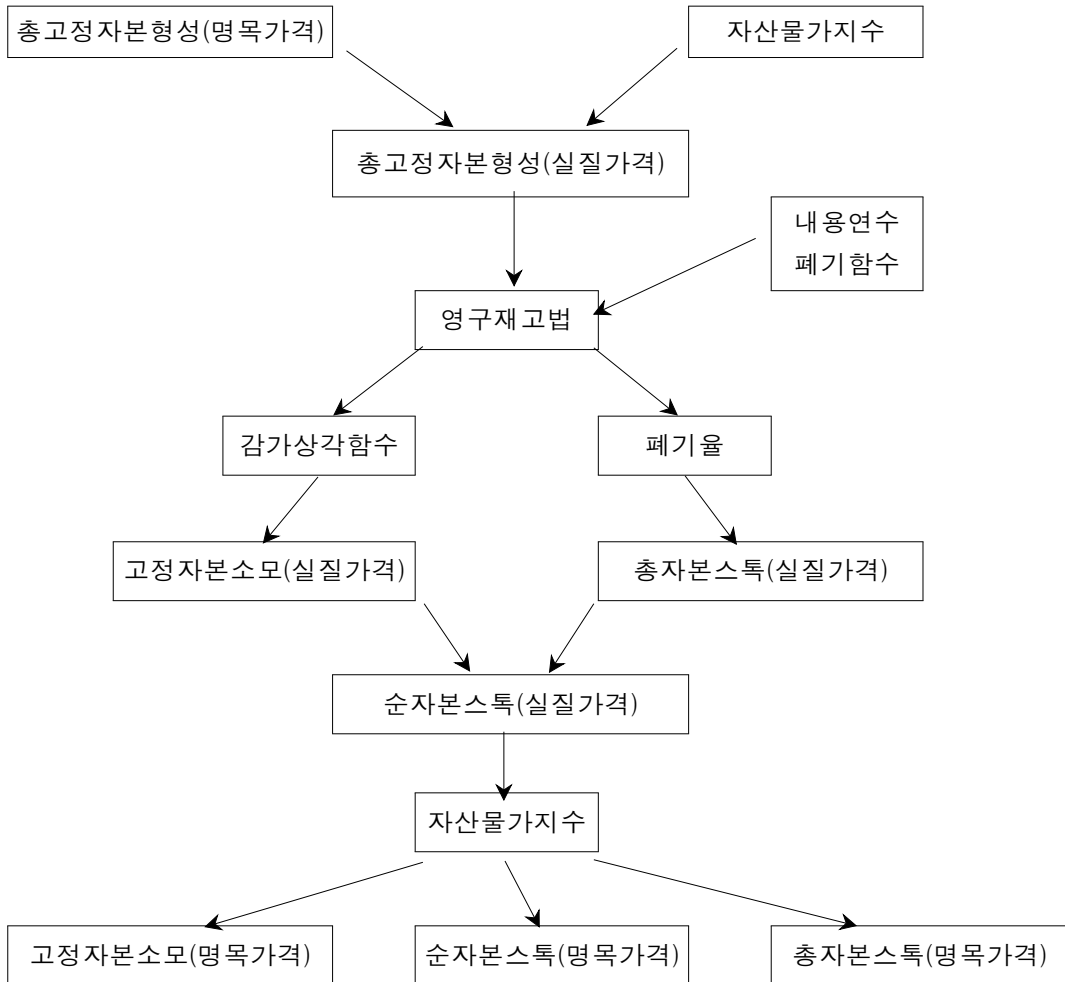 총고정자본형성(명목가격)
자산물가지수
총고정자본형성(실질가격)
내용연수
폐기함수
영구재고법
감가상각함수
폐기율
고정자본소모(실질가격)
총자본스톡(실질가격)
순자본스톡(실질가격)
자산물가지수
고정자본소모(명목가격)
순자본스톡(명목가격)
총자본스톡(명목가격)